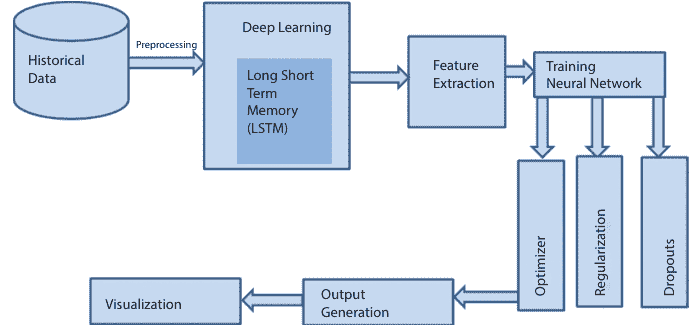 Historical
Data
Preprocessing
Deep Learning
Long Short
Term
Memory
(LSTM)
Feature
Extraction
Training
Neural Network
Optimizer
Regularization
Dropouts
Output
Generation
Visualization